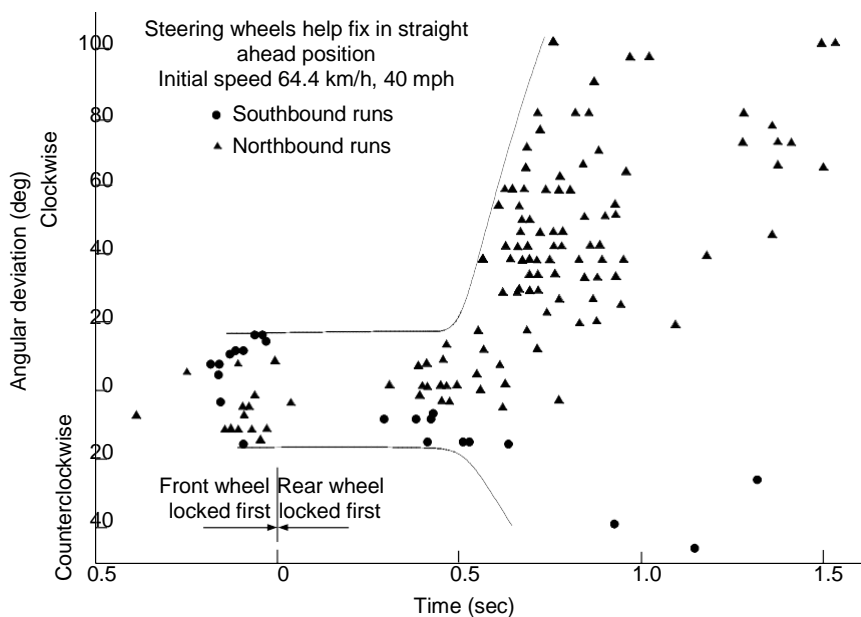 Steering wheels help fix in straight
ahead position
Initial speed 64.4 km/h, 40 mph
Southbound runs
Northbound runs
100
80
60
40
20
0
20
40
Angular deviation (deg)
Clockwise
Counterclockwise
Front wheel
locked first
Rear wheel
locked first
0.5
0
0.5
1.0
1.5
Time (sec)